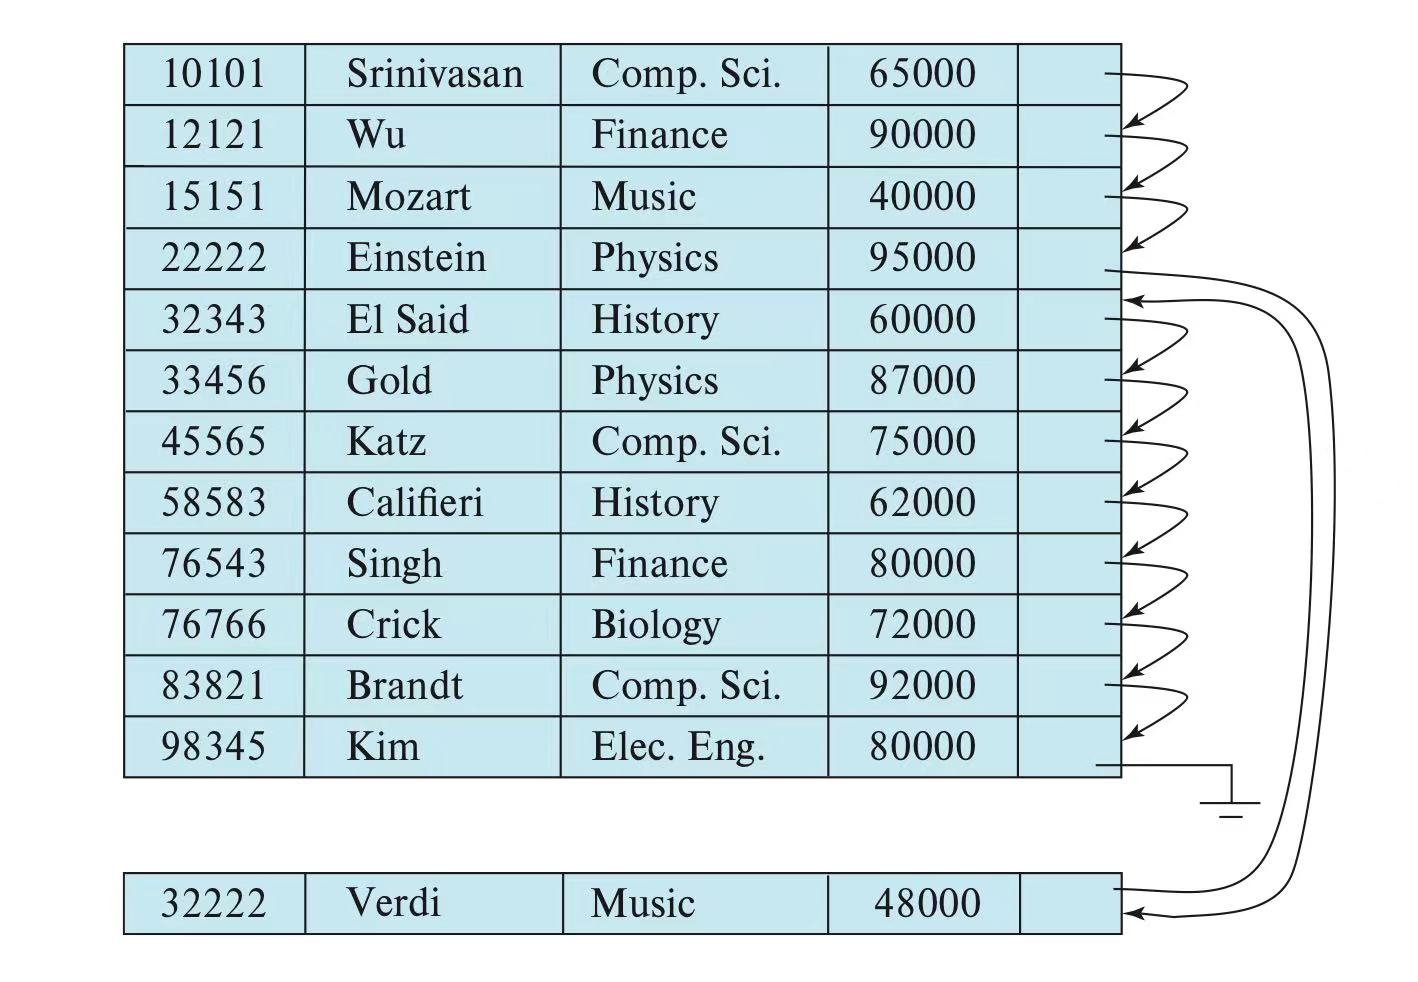 10101 Srinivasan Comp. Sci. 65000
12121 Wu Finance 90000
15151 Mozart Music 40000
22222 Einstein Physics 95000
32343 El Said History 60000
33456 Gold Physics 87000
45565 Katz Comp. Sci. 75000
58583 Califieri History 62000
76543 Singh Finance 80000
76766 Crick Biology 72000
83821 Brandt Comp. Sci. 92000
98345 Kim Elec. Eng. 80000
32222 Verdi Music 48000